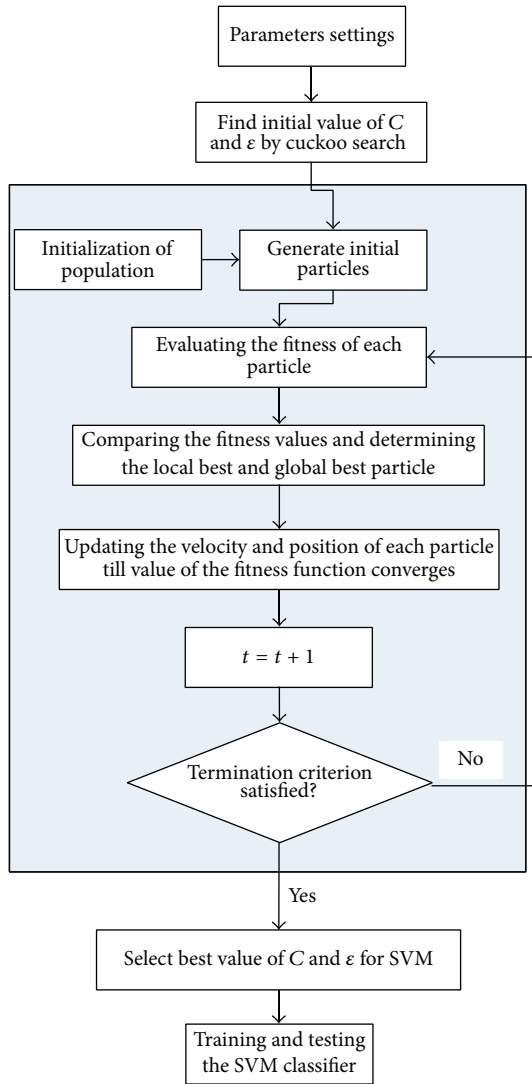 Parameters settings
Find initial value of C
and ε by cuckoo search
Initialization of
population
Generate initial
particles
Evaluating the fitness of each
particle
Comparing the fitness values and determining
the local best and global best particle
Updating the velocity and position of each particle
till value of the fitness function converges
t = t + 1
Termination criterion
satisfied?
No
Yes
Select best value of C and ε for SVM
Training and testing
the SVM classifier